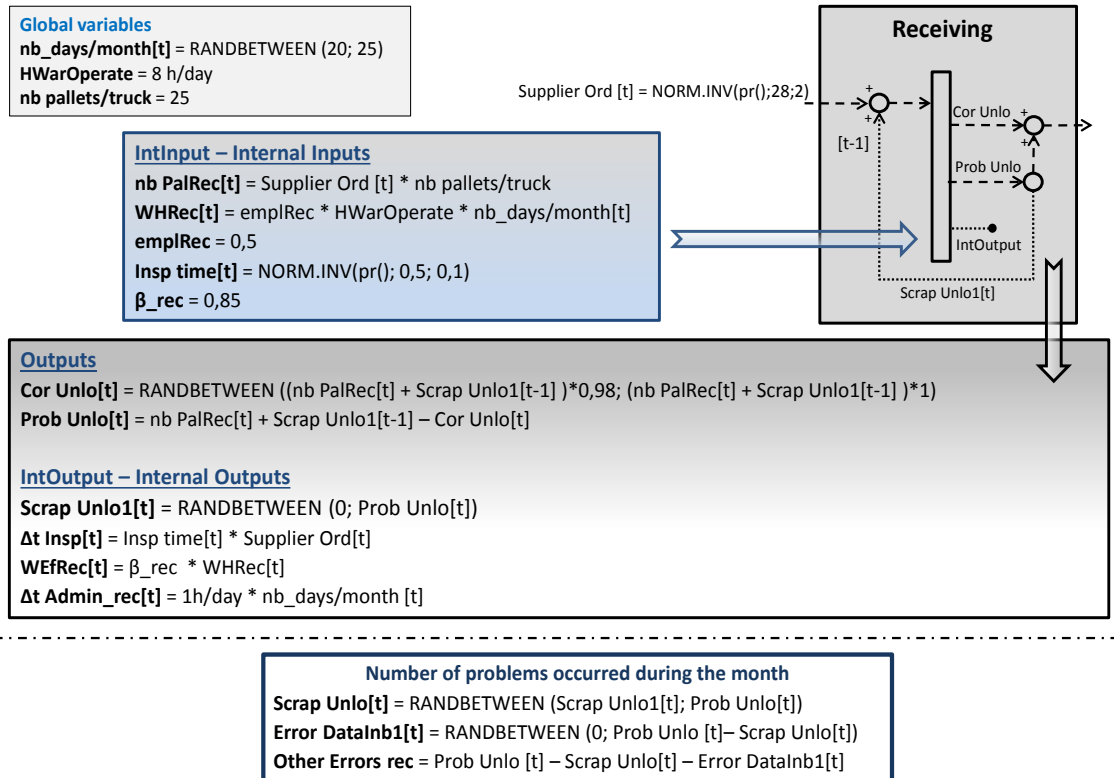 Global variables
nb_days/month[t] = RANDBETWEEN (20; 25)
HWarOperate = 8 h/day
nb pallets/truck = 25
Receiving
Supplier Ord [t] = NORM.INV(pr();28;2)
+
+
[t-1]
Cor Unlo
+
+
Prob Unlo
IntOutput
Scrap Unlo1[t]
IntInput – Internal Inputs
nb PalRec[t] = Supplier Ord [t] * nb pallets/truck
WHRec[t] = emplRec * HWarOperate * nb_days/month[t]
emplRec = 0,5
Insp time[t] = NORM.INV(pr(); 0,5; 0,1)
β_rec = 0,85
Outputs
Cor Unlo[t] = RANDBETWEEN ((nb PalRec[t] + Scrap Unlo1[t-1] )*0,98; (nb PalRec[t] + Scrap Unlo1[t-1] )*1)
Prob Unlo[t] = nb PalRec[t] + Scrap Unlo1[t-1] – Cor Unlo[t]
IntOutput – Internal Outputs
Scrap Unlo1[t] = RANDBETWEEN (0; Prob Unlo[t])
Δt Insp[t] = Insp time[t] * Supplier Ord[t]
WEfRec[t] = β_rec * WHRec[t]
Δt Admin_rec[t] = 1h/day * nb_days/month [t]
Number of problems occurred during the month
Scrap Unlo[t] = RANDBETWEEN (Scrap Unlo1[t]; Prob Unlo[t])
Error DataInb1[t] = RANDBETWEEN (0; Prob Unlo [t]– Scrap Unlo[t])
Other Errors rec = Prob Unlo [t] – Scrap Unlo[t] – Error DataInb1[t]